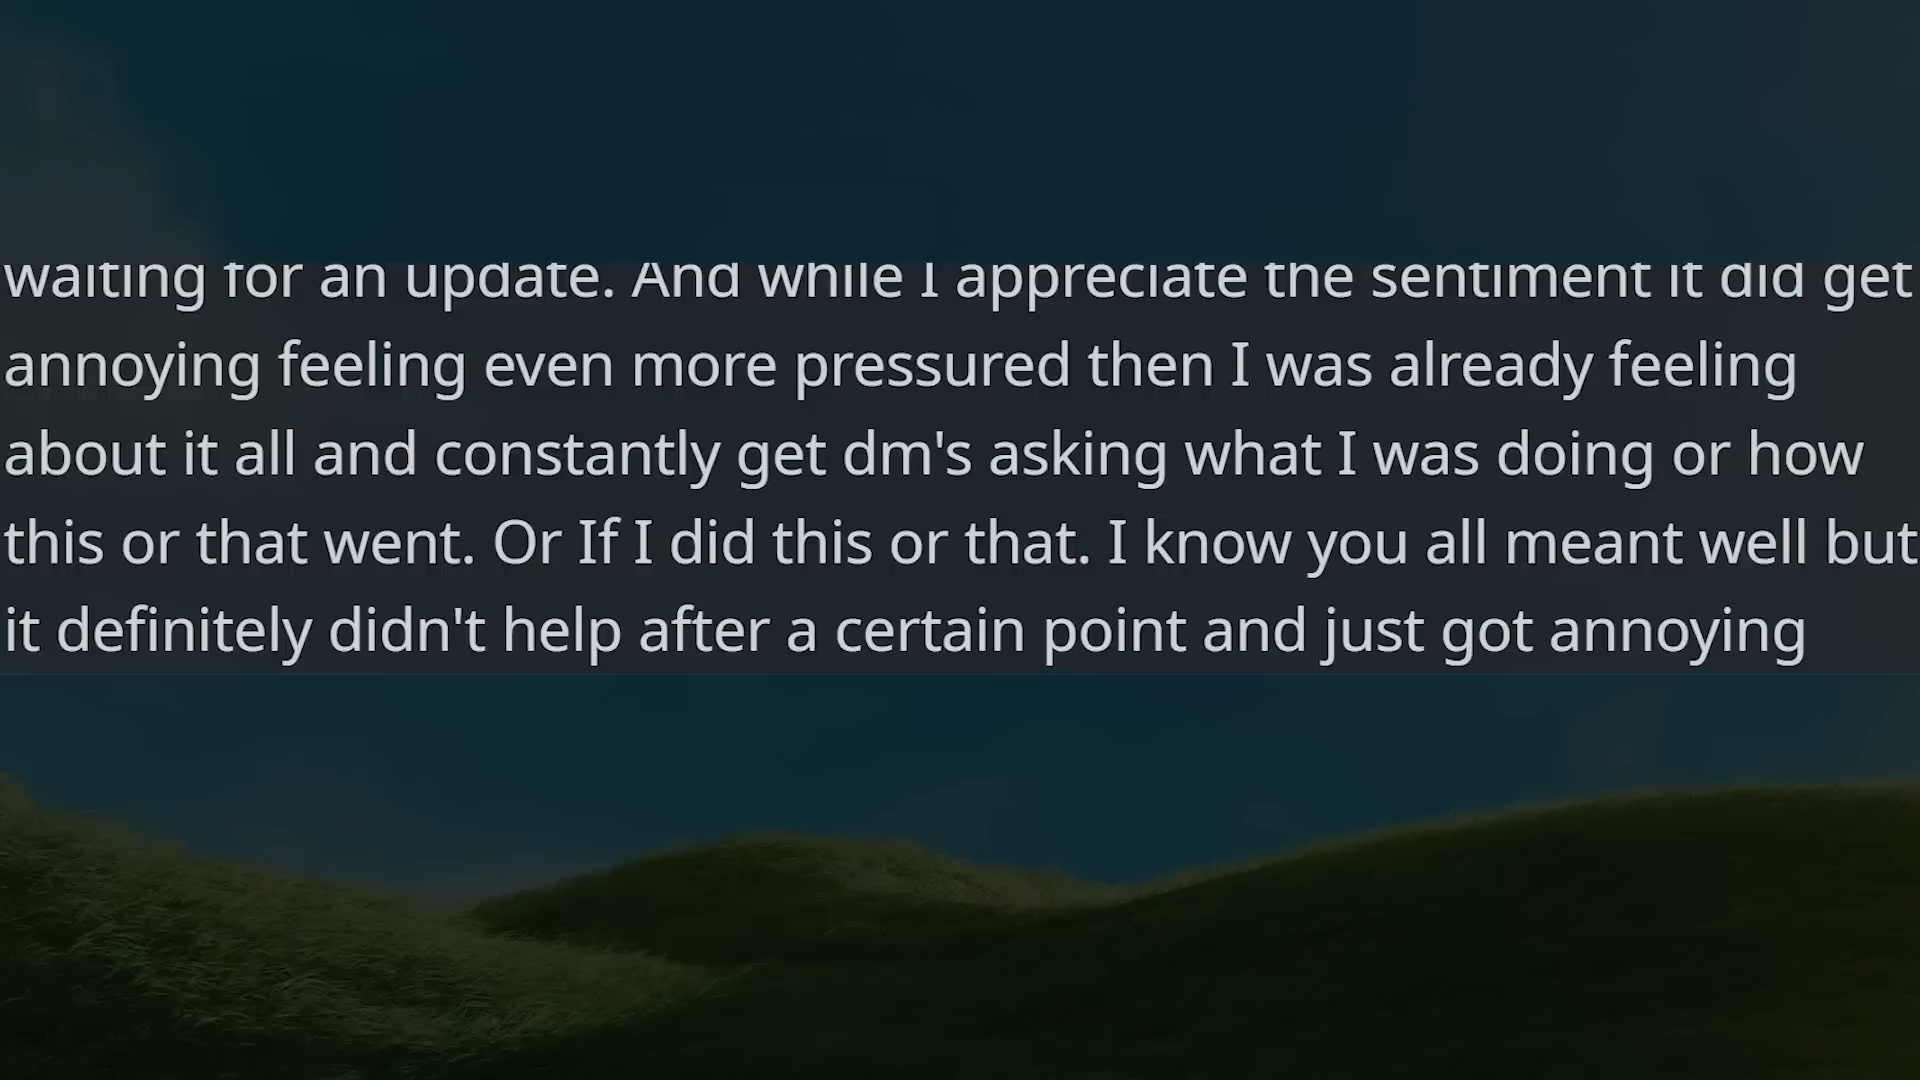 waiting for an update. And while I appreciate the sentiment it did get
annoying feeling even more pressured then I was already feeling
about it all and constantly get dm's asking what I was doing or how
this or that went. Or If I did this or that. I know you all meant well but
it definitely didn't help after a certain point and just got annoying